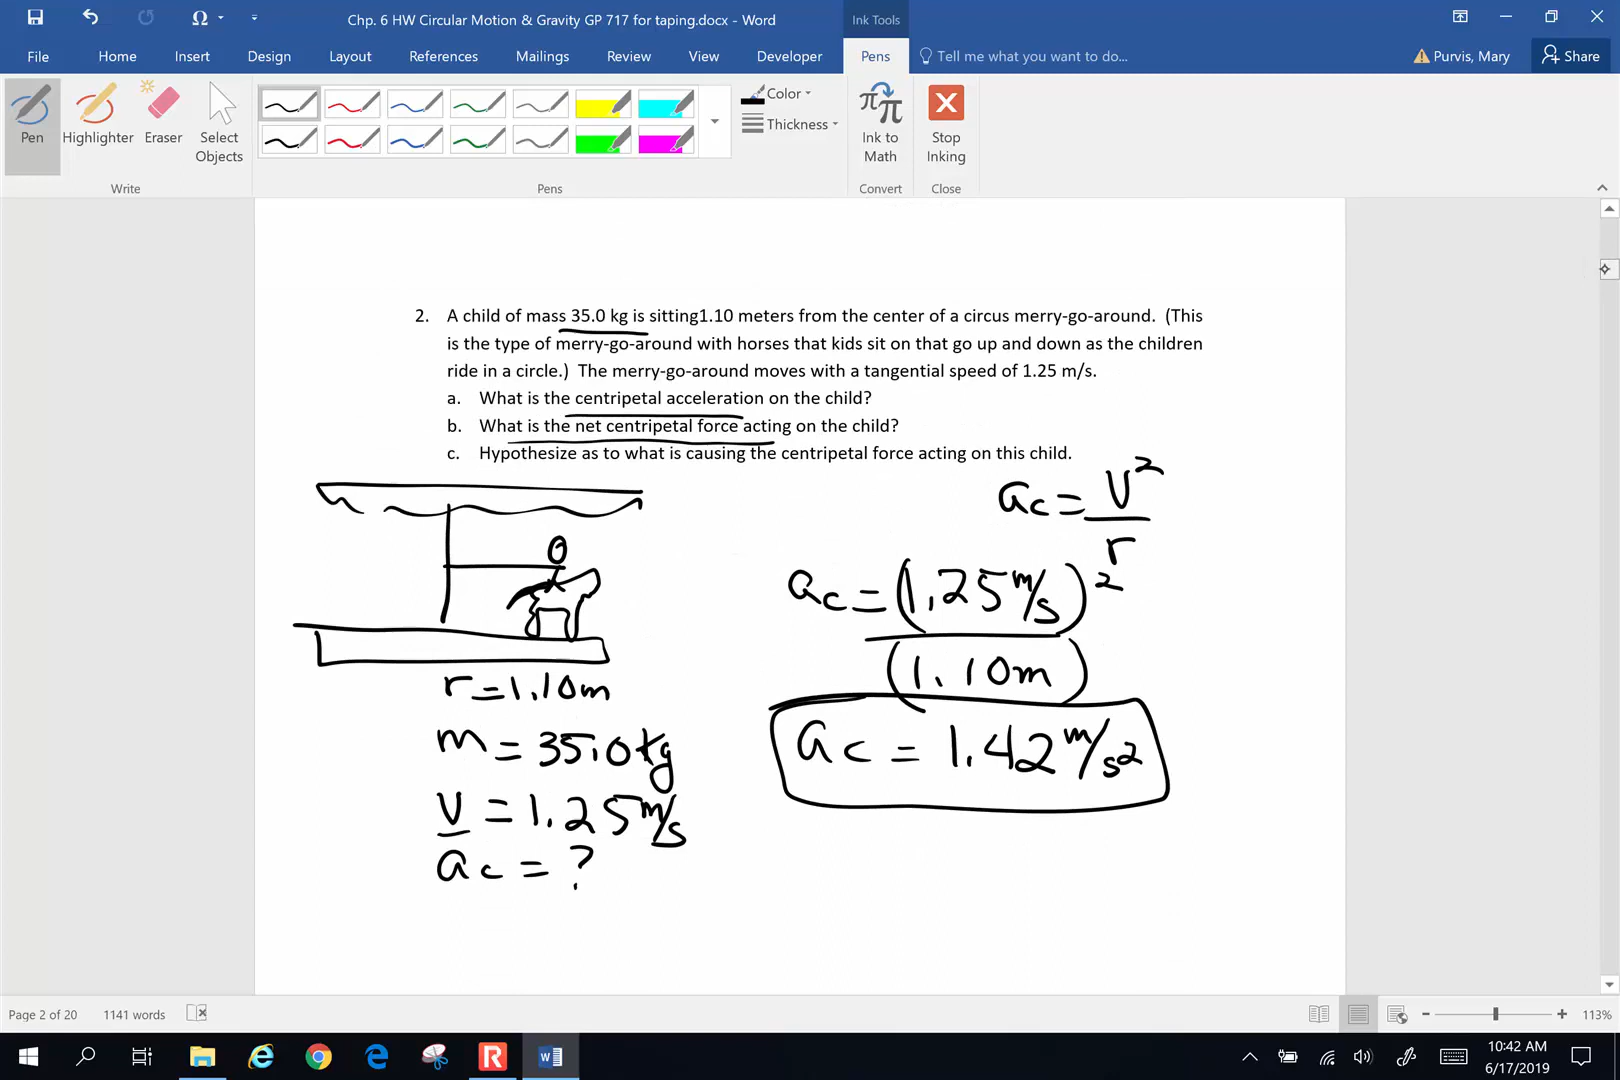 Chp. 6 HW Circular Motion & Gravity GP 717 for taping.docx - Word
Ink Tools
File Home Insert Design Layout References Mailings Review View Developer Pens Tell me what you want to do... Purvis, Mary Share
Pen Highlighter Eraser Select Objects
Color
Thickness
Ink to Math
Stop Inking
Write Pens Convert Close
2. A child of mass 35.0 kg is sitting1.10 meters from the center of a circus merry-go-around. (This
is the type of merry-go-around with horses that kids sit on that go up and down as the children
ride in a circle.) The merry-go-around moves with a tangential speed of 1.25 m/s.
a. What is the centripetal acceleration on the child?
b. What is the net centripetal force acting on the child?
c. Hypothesize as to what is causing the centripetal force acting on this child.
ac = v²/r
ac = (1.25 m/s)²/(1.10m)
ac = 1.42 m/s²
r = 1.10m
m = 35.0 kg
v = 1.25 m/s
ac = ?
Page 2 of 20 1141 words 113%
10:42 AM
6/17/2019